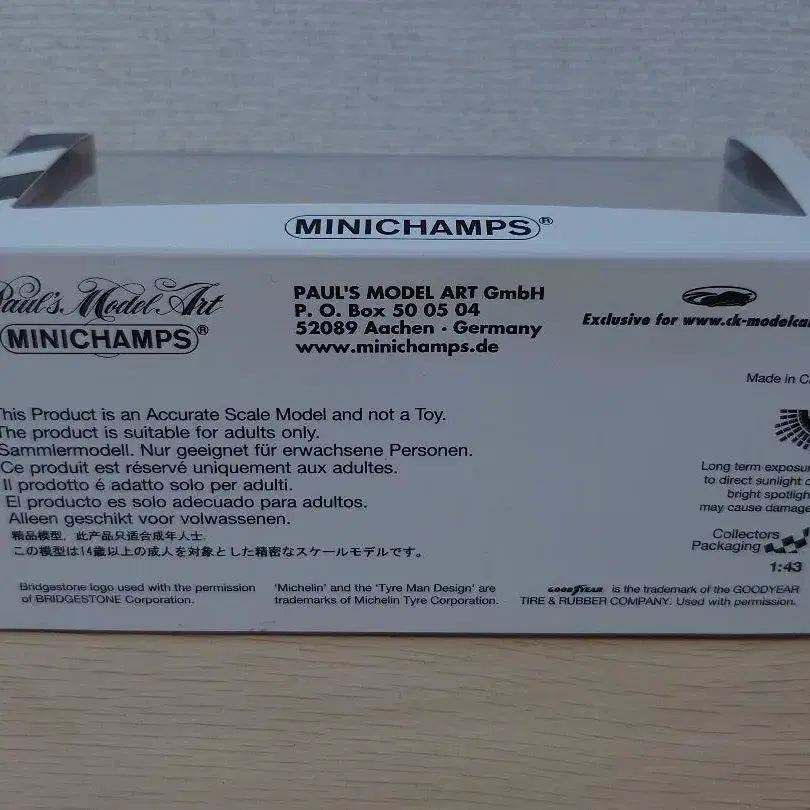 MINICHAMPS®
Paul's Model Art
MINICHAMPS®
PAUL'S MODEL ART GmbH
P. O. Box 50 05 04
52089 Aachen · Germany
www.minichamps.de
Exclusive for www.ck-modelca
Made in C
This Product is an Accurate Scale Model and not a Toy.
The product is suitable for adults only.
Sammlermodell. Nur geeignet für erwachsene Personen.
Ce produit est réservé uniquement aux adultes.
Il prodotto é adatto solo per adulti.
El producto es solo adecuado para adultos.
Alleen geschikt voor volwassenen.
精品模型，此产品只适合成年人士.
この模型は14歳以上の成人を対象とした精密なスケールモデルです。
Long term exposu
to direct sunlight o
bright spotligh
may cause damage
Collectors
Packaging
1:43
Bridgestone logo used with the permission
of BRIDGESTONE Corporation.
'Michelin' and the 'Tyre Man Design' are
trademarks of Michelin Tyre Corporation.
GOODYEAR is the trademark of the GOODYEAR
TIRE & RUBBER COMPANY. Used with permission.